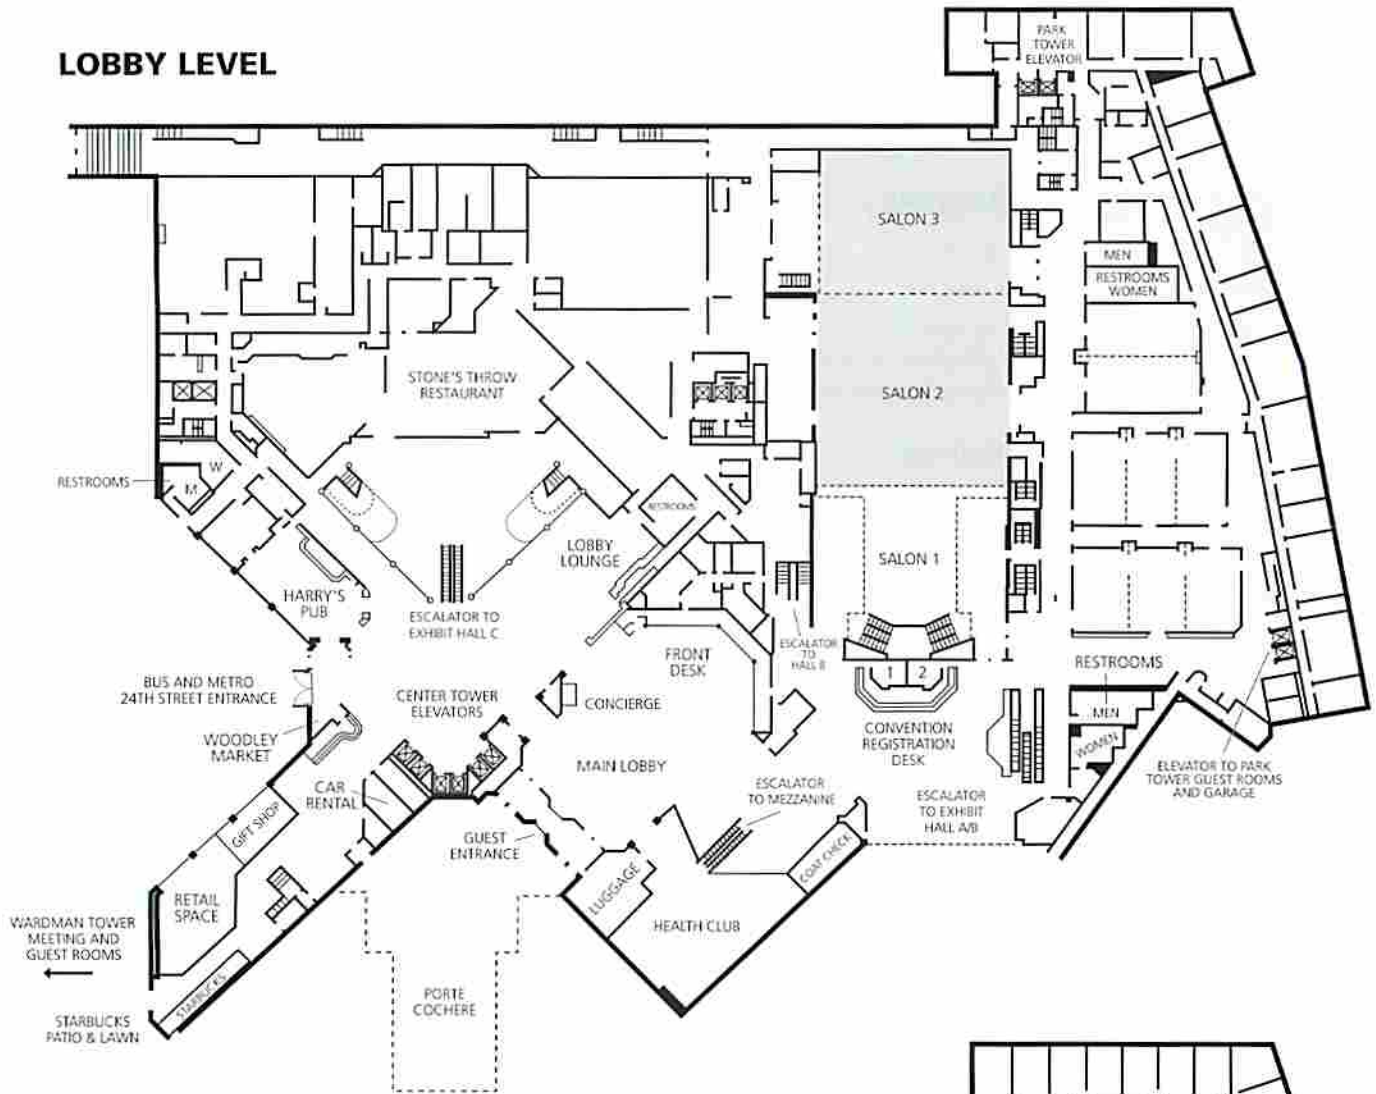 LOBBY LEVEL
PARK
TOWER
ELEVATOR
SALON 3
MEN
RESTROOMS
WOMEN
STONE'S THROW
RESTAURANT
SALON 2
RESTROOMS
W
M
RESTROOMS
LOBBY
LOUNGE
SALON 1
HARRY'S
PUB
ESCALATOR TO
EXHIBIT HALL C
ESCALATOR
TO
HALL B
FRONT
DESK
1
2
RESTROOMS
BUS AND METRO
24TH STREET ENTRANCE
CENTER TOWER
ELEVATORS
CONCIERGE
MEN
WOODLEY
MARKET
CONVENTION
REGISTRATION
DESK
WOMEN
MAIN LOBBY
CAR
RENTAL
ESCALATOR
TO MEZZANINE
ESCALATOR
TO EXHIBIT
HALL A/B
ELEVATOR TO PARK
TOWER GUEST ROOMS
AND GARAGE
GIFT SHOP
GUEST
ENTRANCE
COAT CHECK
LUGGAGE
RETAIL
SPACE
HEALTH CLUB
WARDMAN TOWER
MEETING AND
GUEST ROOMS
STARBUCKS
PORTE
COCHERE
STARBUCKS
PATIO & LAWN